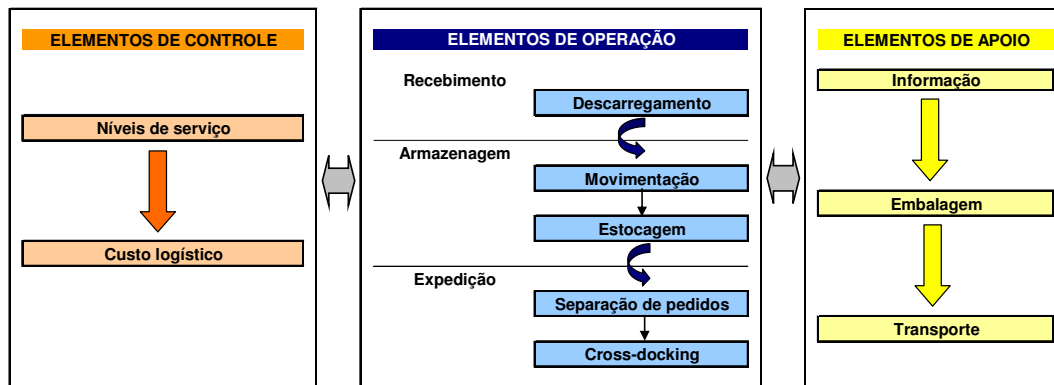 ELEMENTOS DE CONTROLE
Níveis de serviço
Custo logístico
ELEMENTOS DE OPERAÇÃO
Recebimento
Descarregamento
Armazenagem
Movimentação
Estocagem
Expedição
Separação de pedidos
Cross-docking
ELEMENTOS DE APOIO
Informação
Embalagem
Transporte